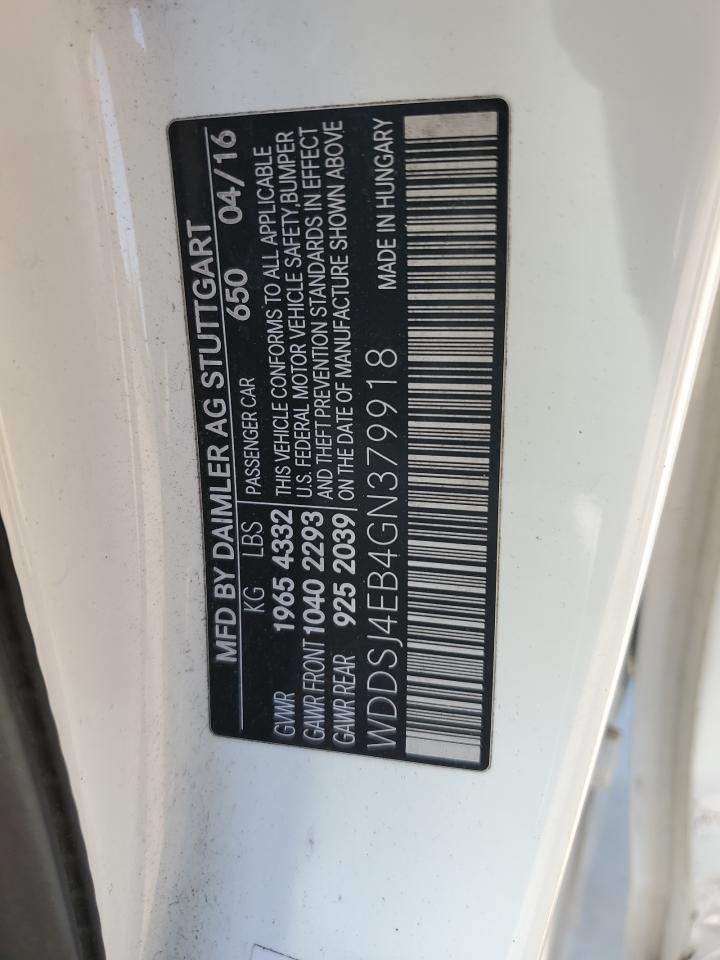 MFD BY DAIMLER AG STUTTGART
650 04/16
KG LBS PASSENGER CAR
GVWR 1965 4332 THIS VEHICLE CONFORMS TO ALL APPLICABLE
GAWR FRONT 1040 2293 U.S. FEDERAL MOTOR VEHICLE SAFETY,BUMPER
AND THEFT PREVENTION STANDARDS IN EFFECT
GAWR REAR 925 2039 ON THE DATE OF MANUFACTURE SHOWN ABOVE
WDDSJ4EB4GN379918 MADE IN HUNGARY